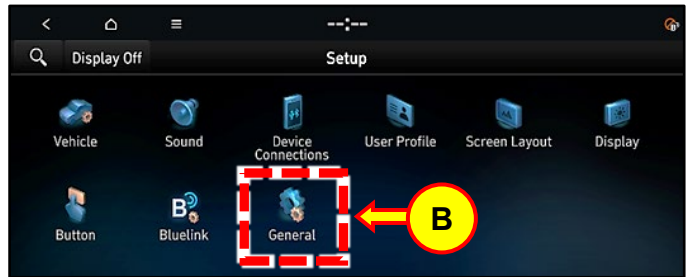 --:--
Display Off
Setup
Vehicle
Sound
Device
Connections
User Profile
Screen Layout
Display
B
Button
Bluelink
General
B